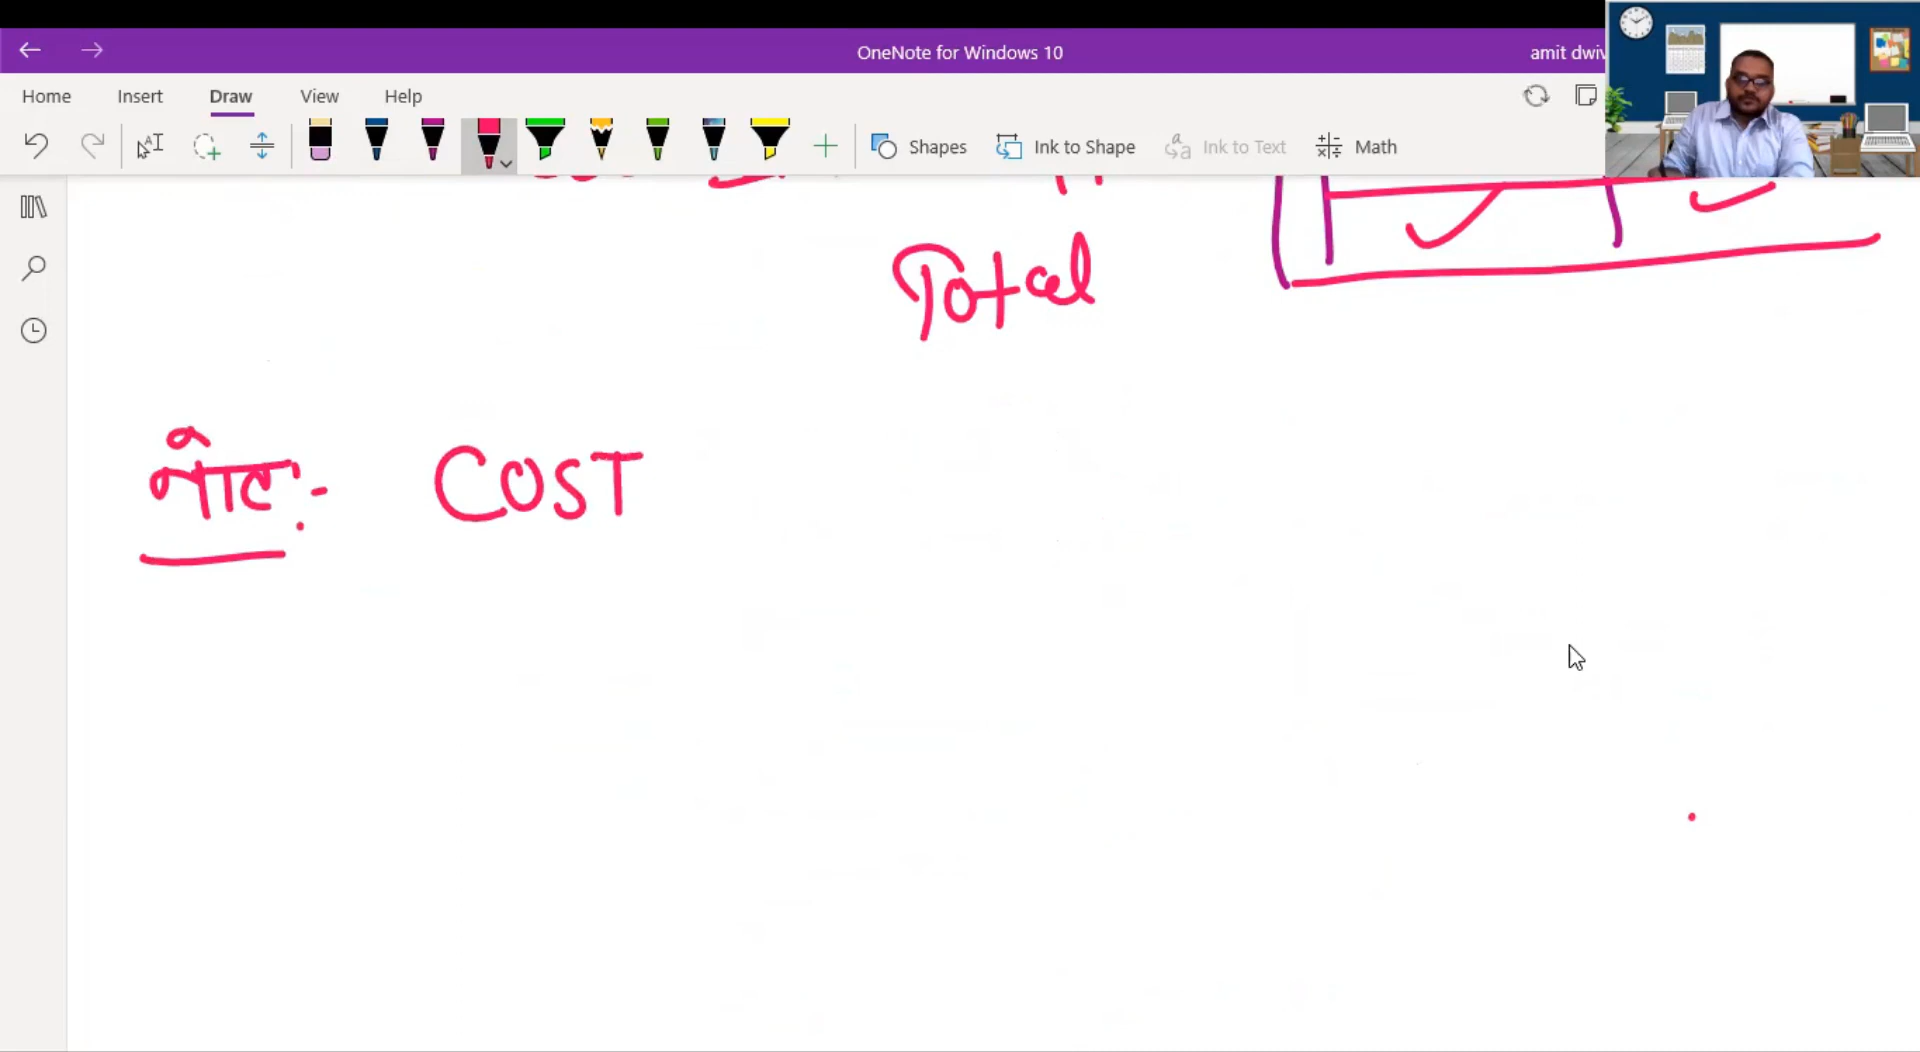 OneNote for Windows 10
amit dwiv
Home Insert Draw View Help
Shapes Ink to Shape Ink to Text Math
Total
नोट:- COST